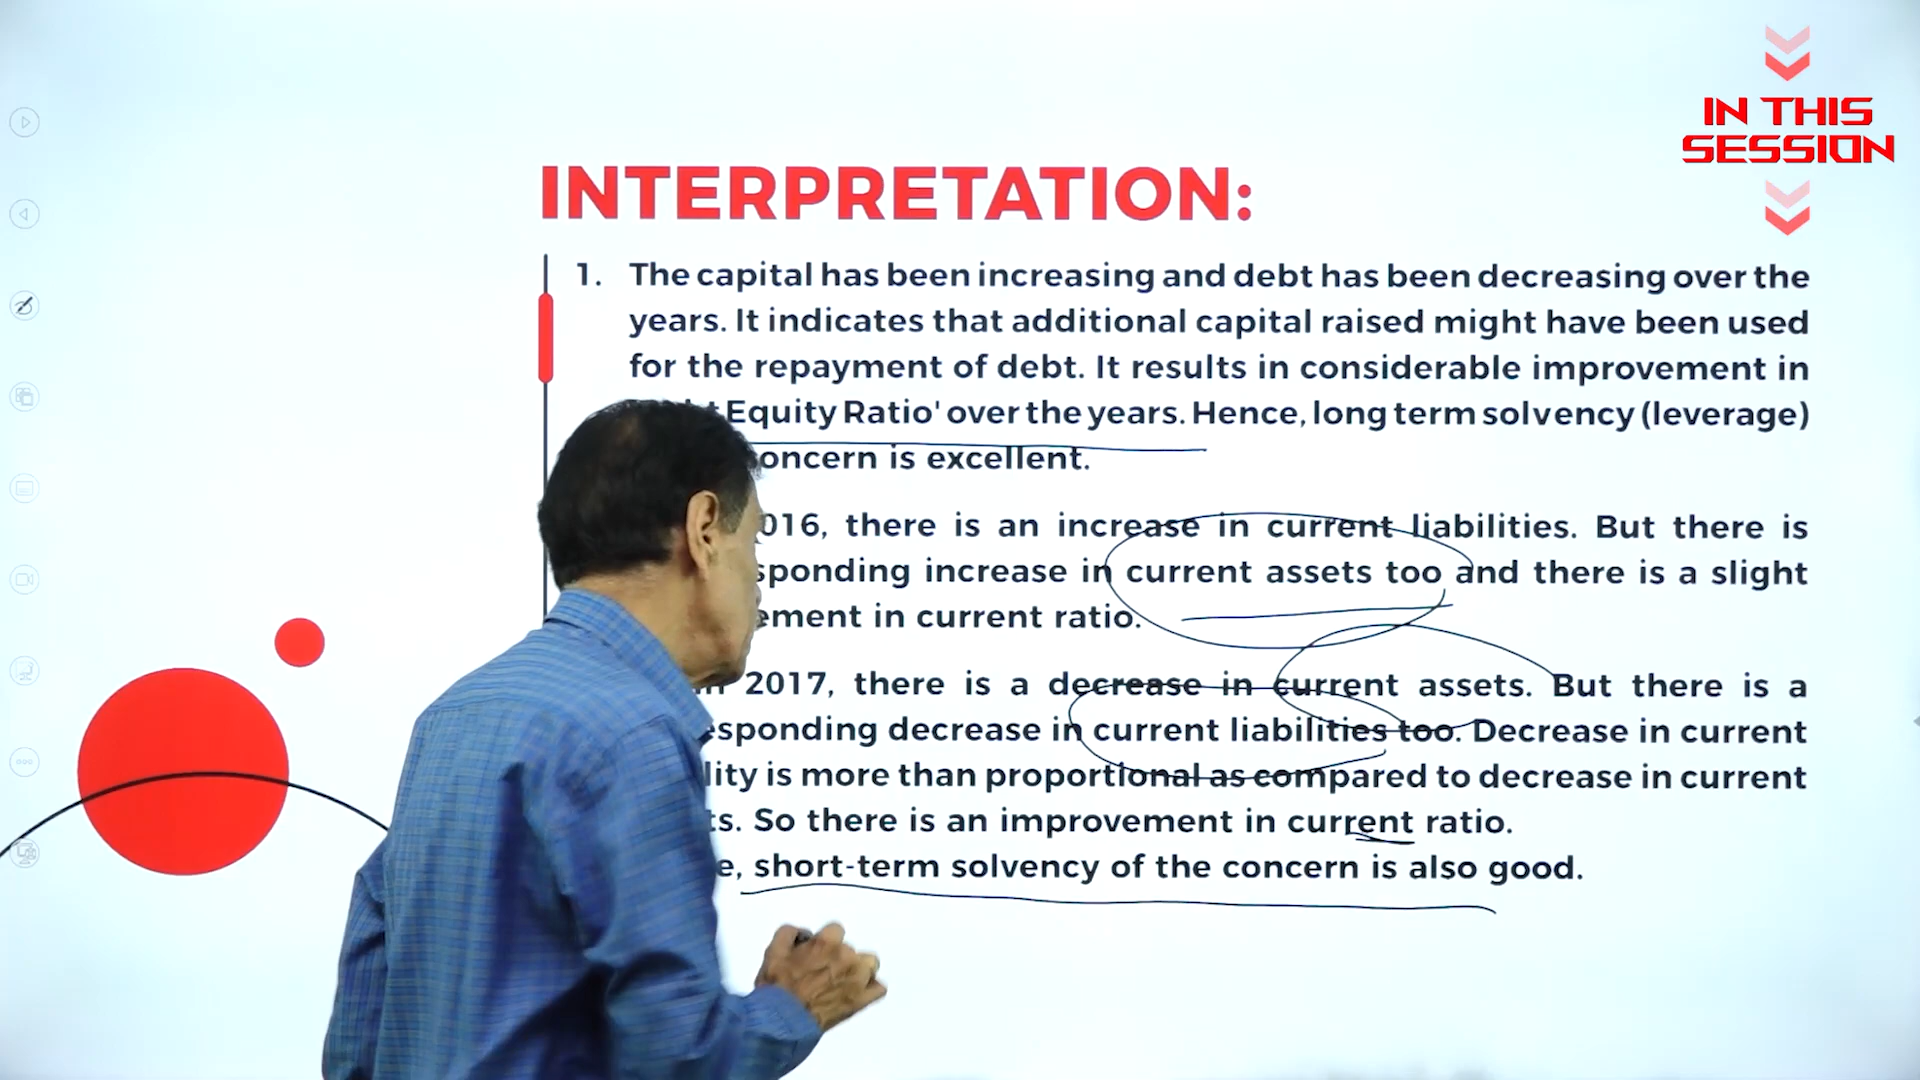 IN THIS
SESSION
INTERPRETATION:
1. The capital has been increasing and debt has been decreasing over the
years. It indicates that additional capital raised might have been used
for the repayment of debt. It results in considerable improvement in
Equity Ratio' over the years. Hence, long term solvency (leverage)
oncern is excellent.
016, there is an increase in current liabilities. But there is
sponding increase in current assets too and there is a slight
ement in current ratio.
2017, there is a decrease in current assets. But there is a
esponding decrease in current liabilities too. Decrease in current
lity is more than proportional as compared to decrease in current
ts. So there is an improvement in current ratio.
e, short-term solvency of the concern is also good.